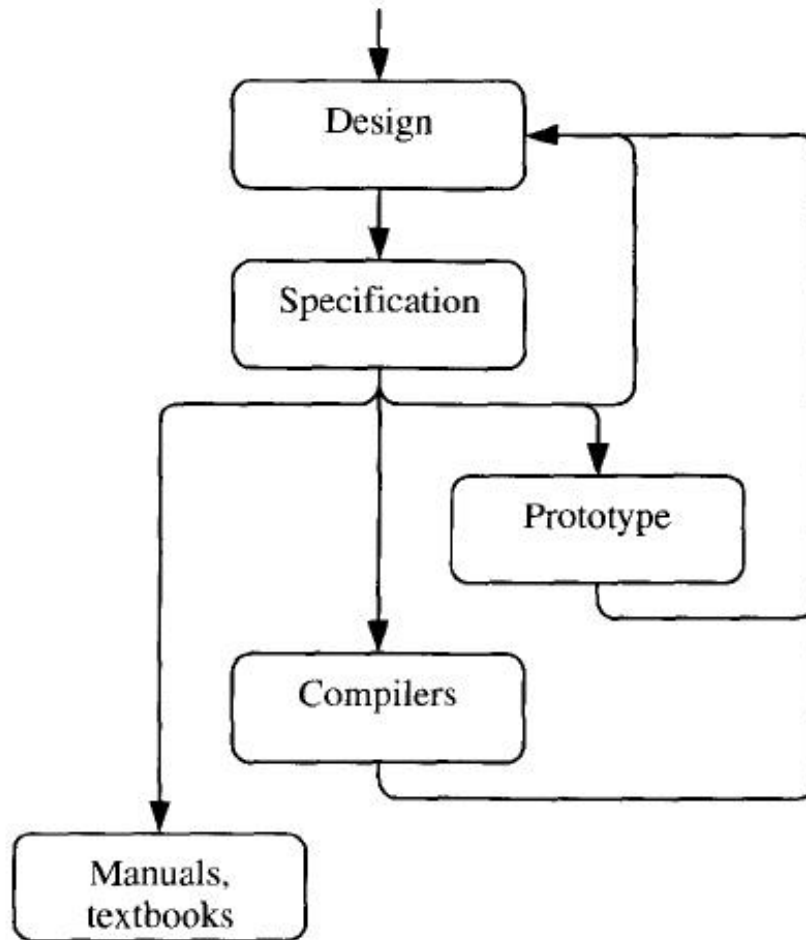 Design
Specification
Prototype
Compilers
Manuals,
textbooks